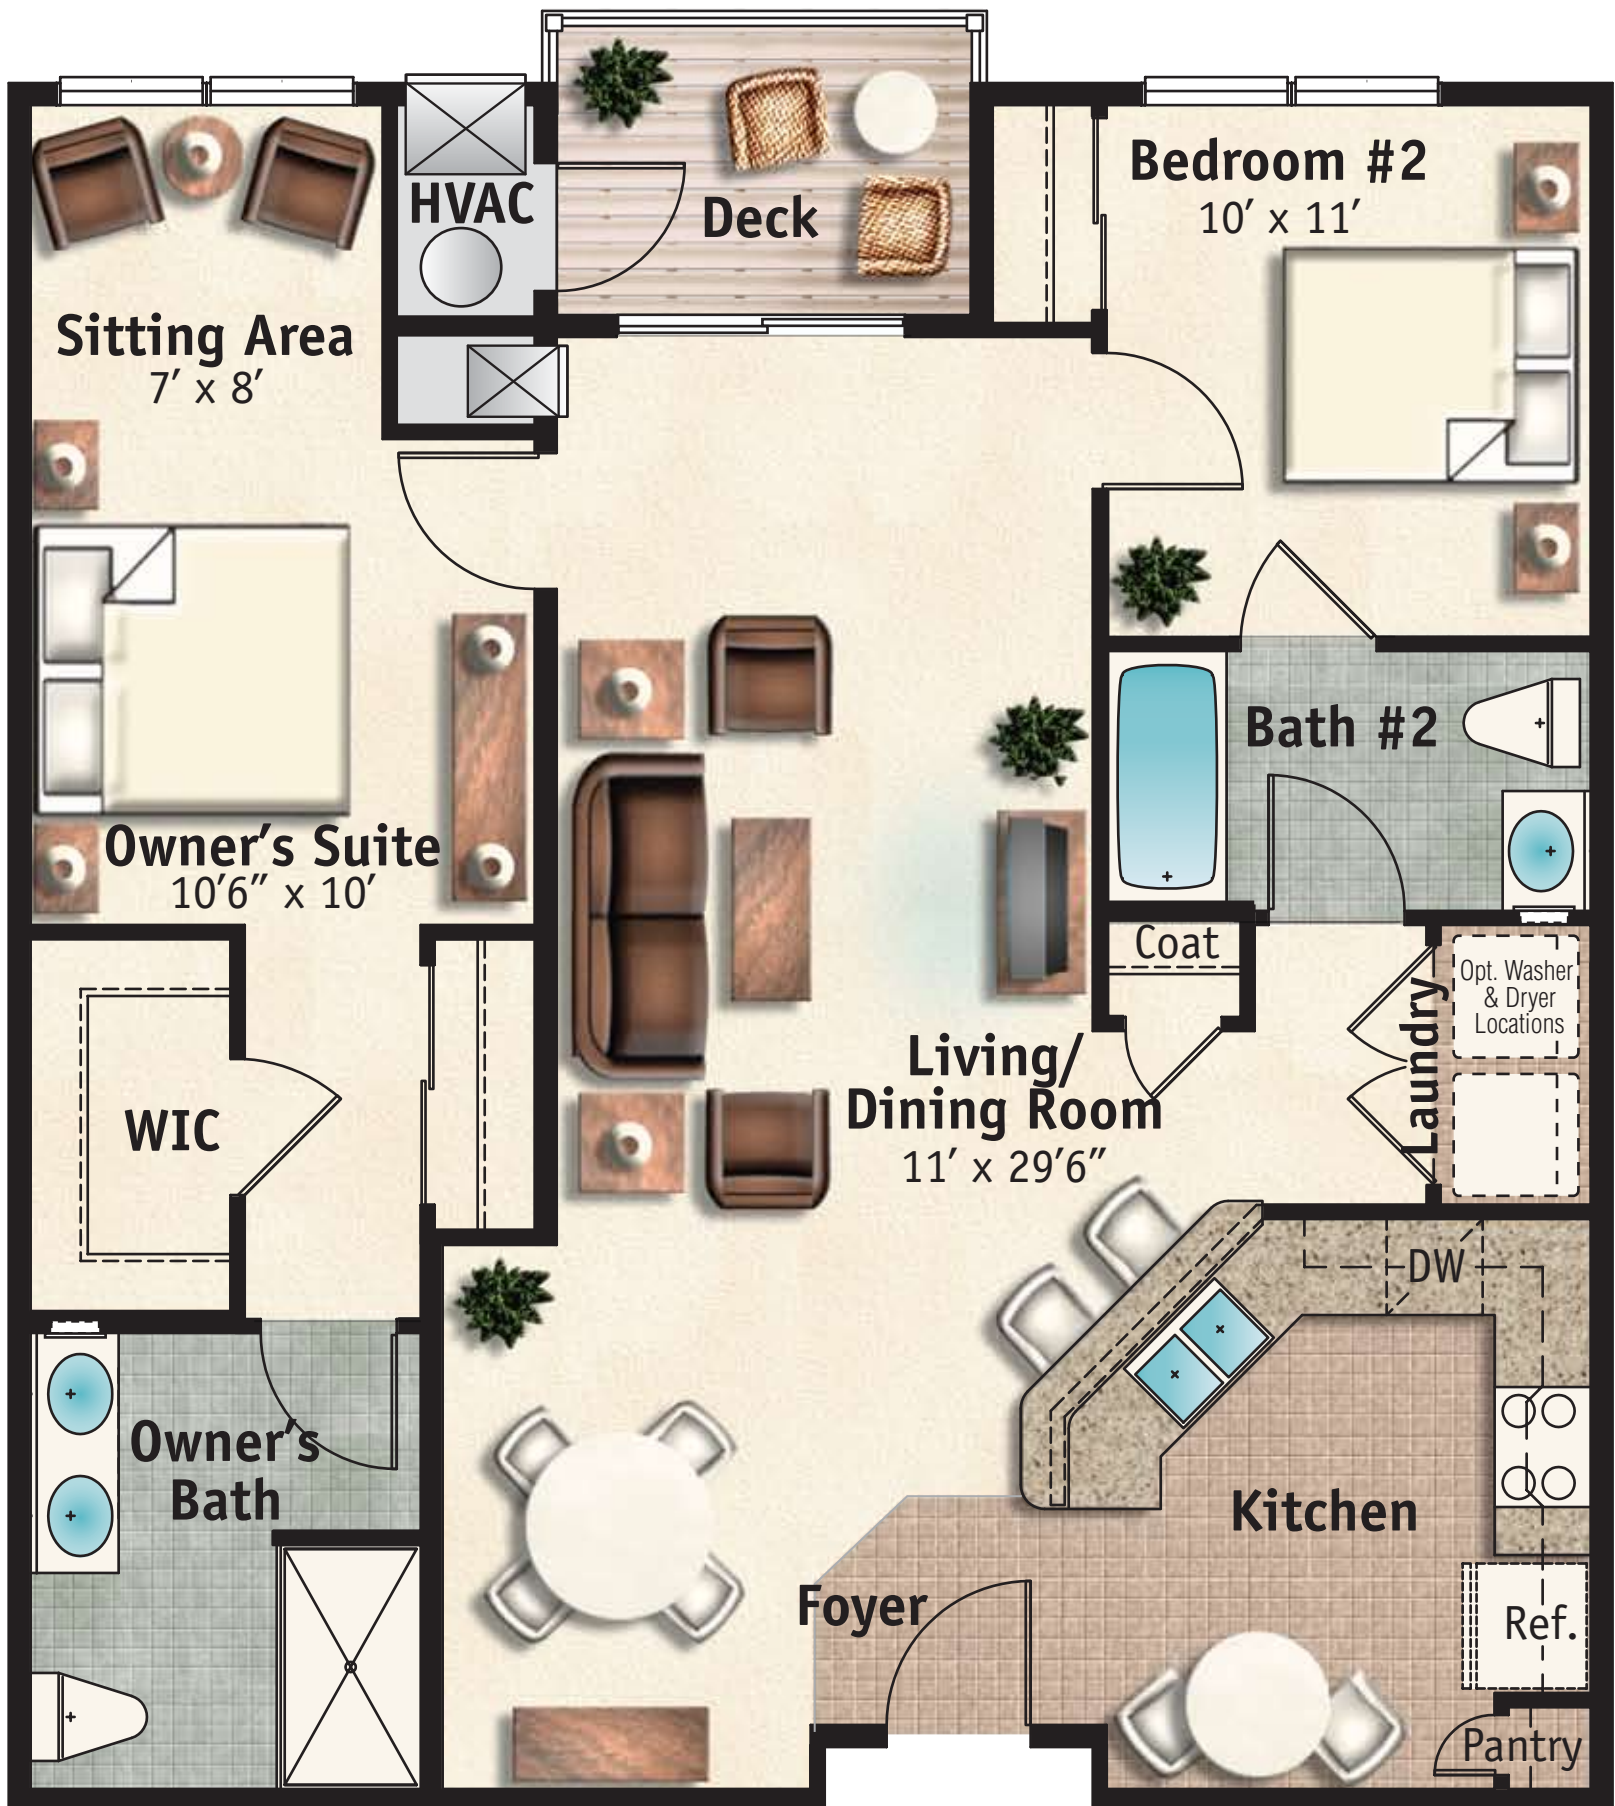 HVAC
Deck
Bedroom #2
10′ x 11′
Sitting Area
7′ x 8′
Bath #2
Owner’s Suite
10′6″ x 10′
Coat
Opt. Washer
& Dryer
Locations
Laundry
Living/
Dining Room
11′ x 29′6″
WIC
DW
Owner’s
Bath
Kitchen
Foyer
Ref.
Pantry